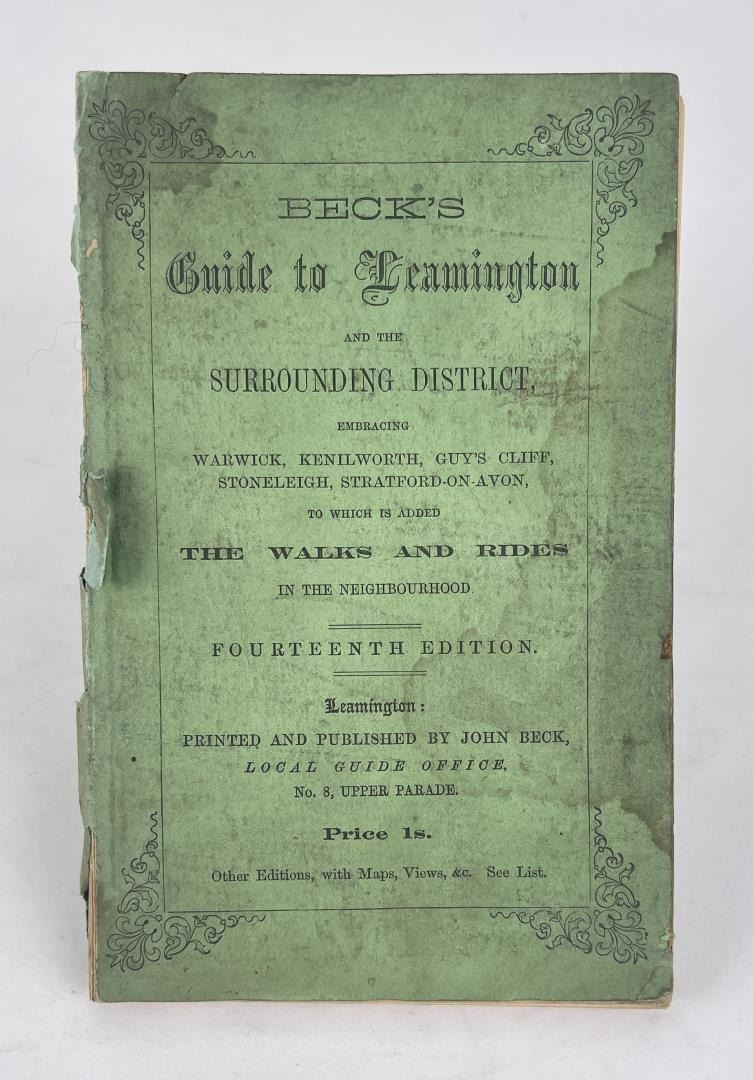 BECK'S
Guide to Leamington
AND THE
SURROUNDING DISTRICT,
EMBRACING
WARWICK, KENILWORTH, GUY'S CLIFF,
STONELEIGH, STRATFORD-ON-AVON,
TO WHICH IS ADDED
THE WALKS AND RIDES
IN THE NEIGHBOURHOOD.
FOURTEENTH EDITION.
Leamington:
PRINTED AND PUBLISHED BY JOHN BECK,
LOCAL GUIDE OFFICE,
No. 8, UPPER PARADE.
Price 1s.
Other Editions, with Maps, Views, &c. See List.